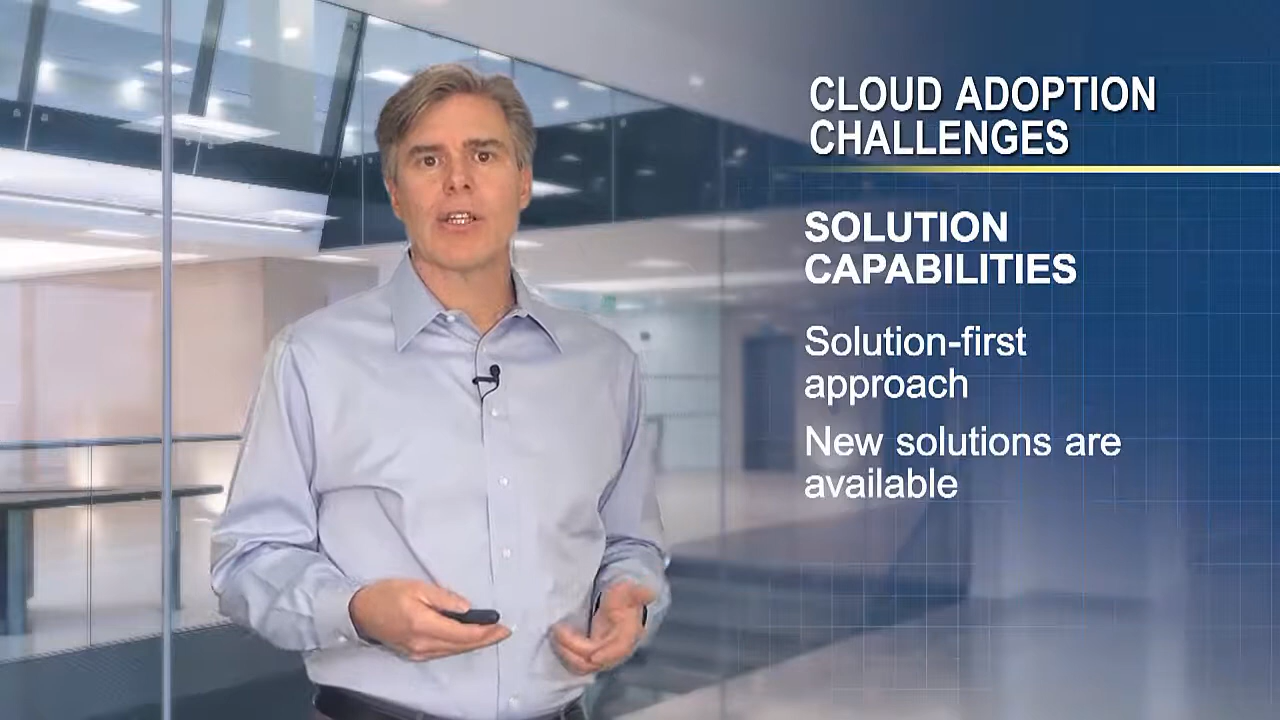 CLOUD ADOPTION
CHALLENGES
SOLUTION
CAPABILITIES
Solution-first
approach
New solutions are
available